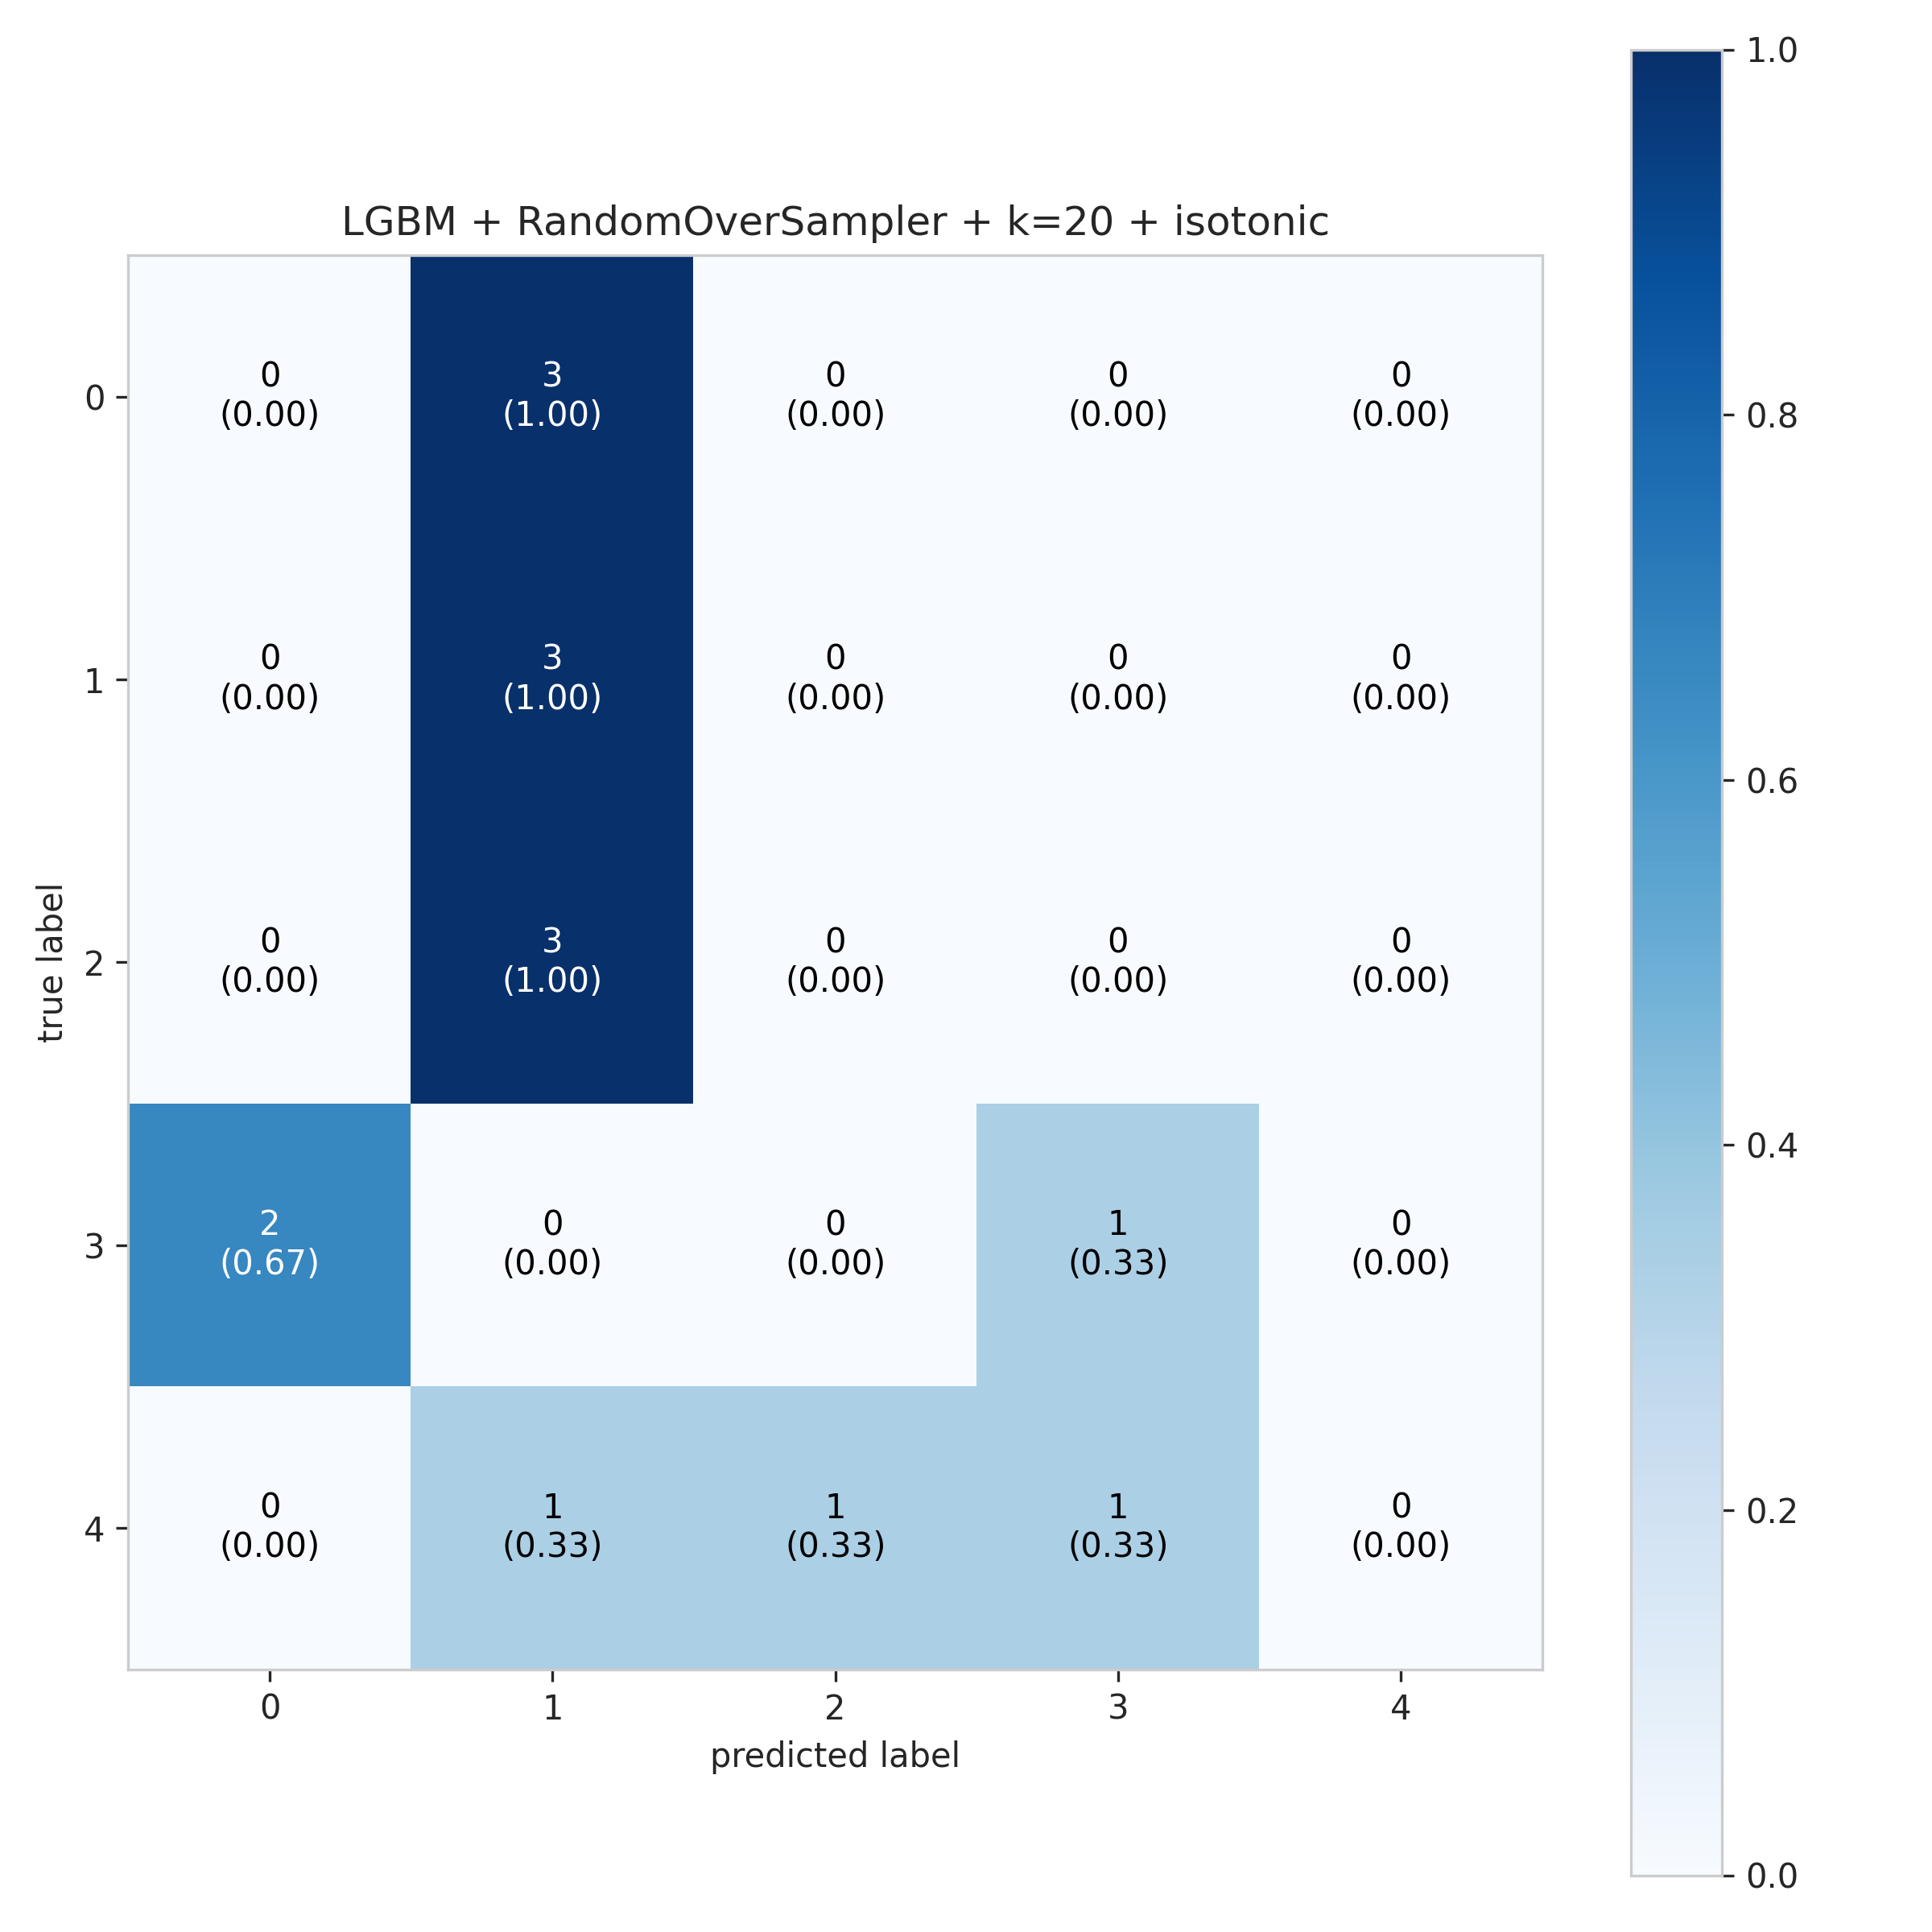 LGBM + RandomOverSampler + k=20 + isotonic
0 3 0 0 0
(0.00) (1.00) (0.00) (0.00) (0.00)
0
0 3 0 0 0
(0.00) (1.00) (0.00) (0.00) (0.00)
1
0 3 0 0 0
(0.00) (1.00) (0.00) (0.00) (0.00)
2
2 0 0 1 0
(0.67) (0.00) (0.00) (0.33) (0.00)
3
0 1 1 1 0
(0.00) (0.33) (0.33) (0.33) (0.00)
4
true label
0 1 2 3 4
predicted label
1.0
0.8
0.6
0.4
0.2
0.0